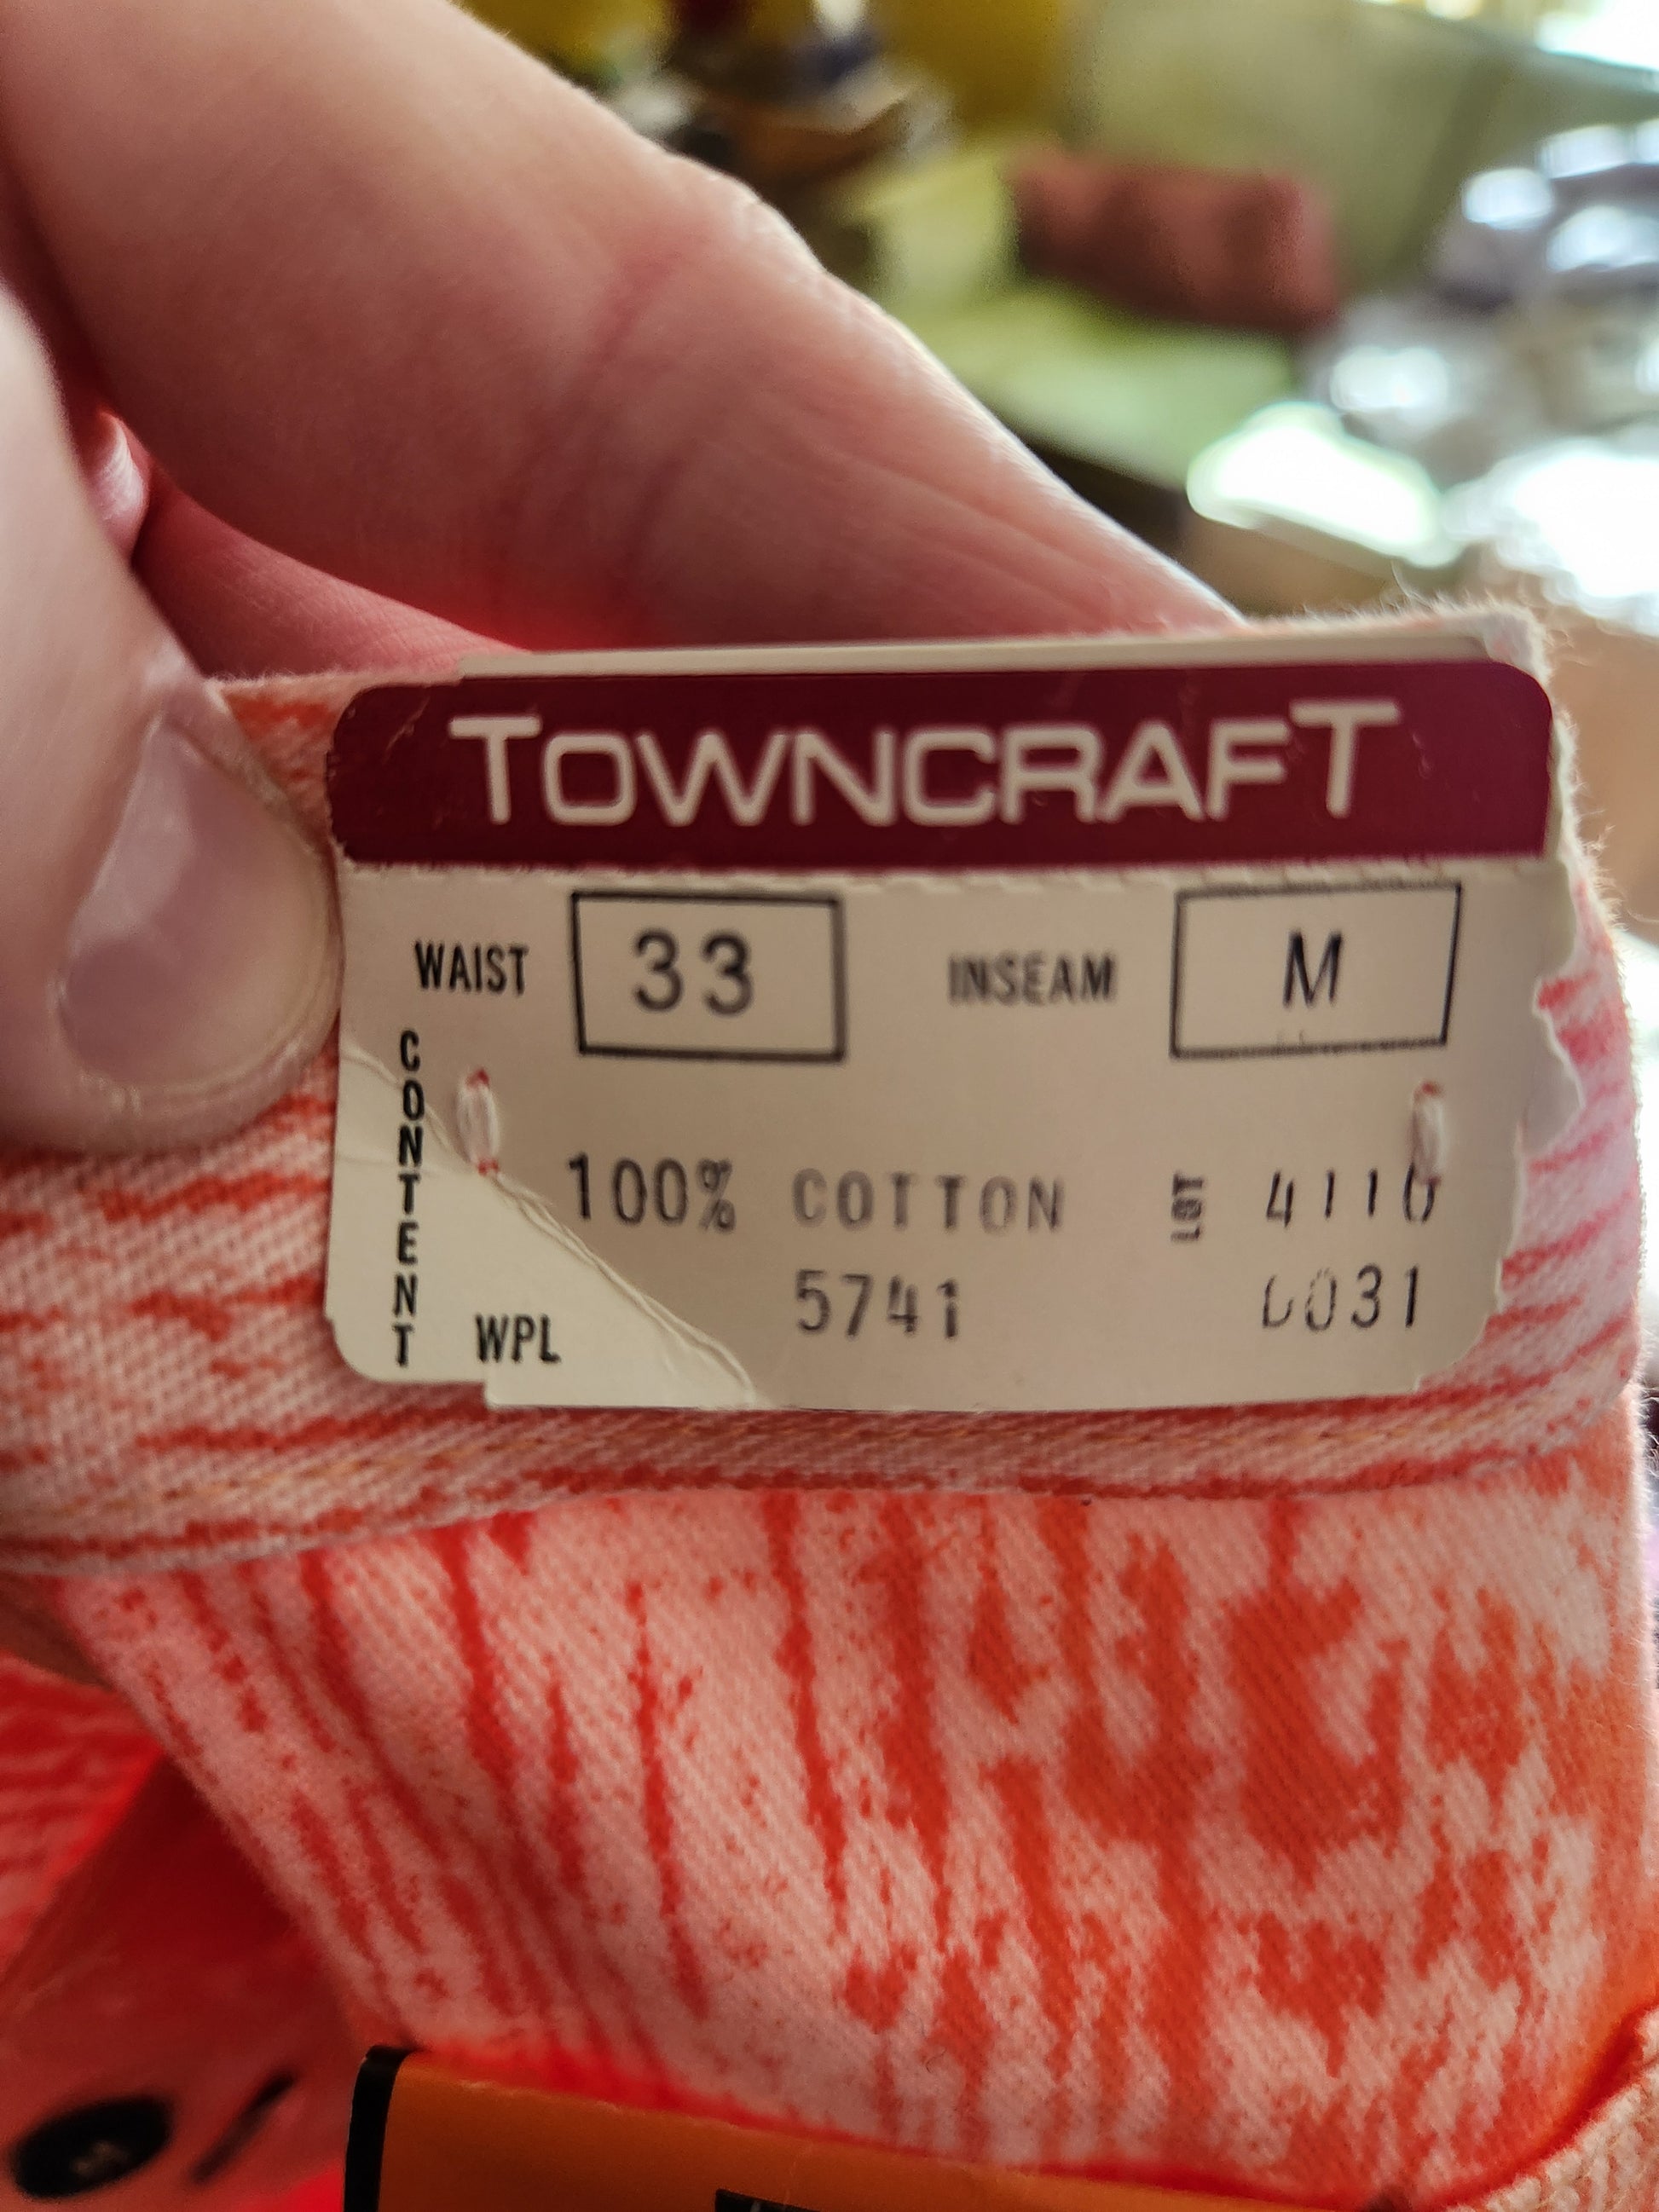 TOWNCRAFT
WAIST 33 INSEAM M
CONTENT
100% COTTON LOT 4110
WPL 5741 0031